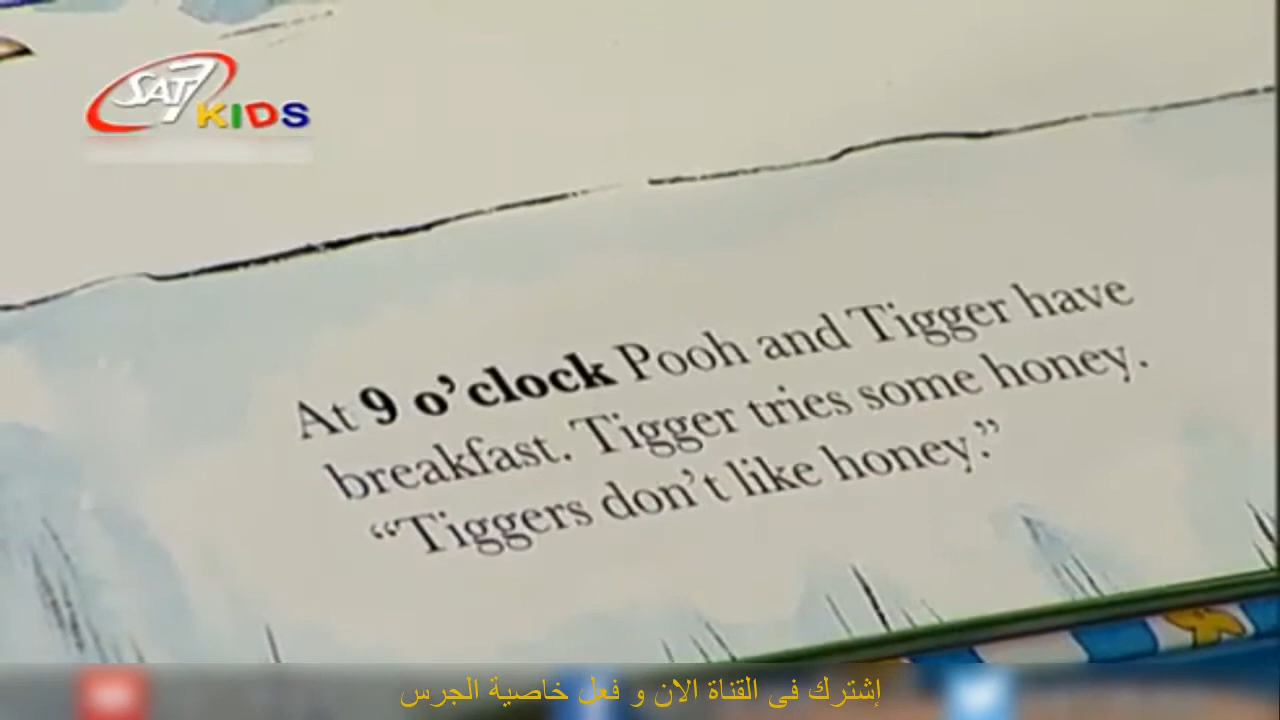 SAT7
KIDS
At 9 o'clock Pooh and Tigger have
breakfast. Tigger tries some honey.
“Tiggers don't like honey.”
إشترك فى القناة الان و فعل خاصية الجرس